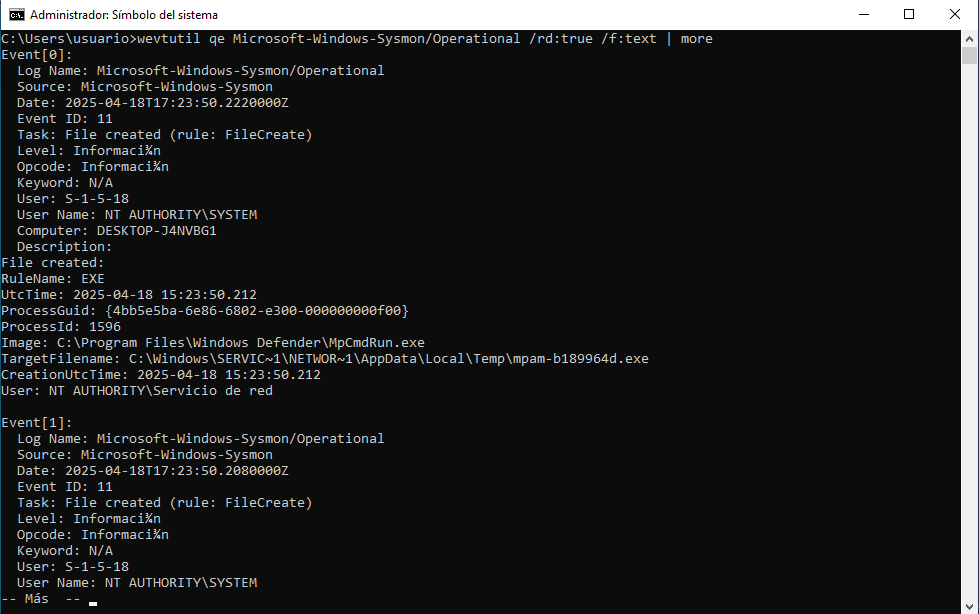 Administrador: Símbolo del sistema
C:\Users\usuario>wevtutil qe Microsoft-Windows-Sysmon/Operational /rd:true /f:text | more
Event[0]:
  Log Name: Microsoft-Windows-Sysmon/Operational
  Source: Microsoft-Windows-Sysmon
  Date: 2025-04-18T17:23:50.2220000Z
  Event ID: 11
  Task: File created (rule: FileCreate)
  Level: Informaci¾n
  Opcode: Informaci¾n
  Keyword: N/A
  User: S-1-5-18
  User Name: NT AUTHORITY\SYSTEM
  Computer: DESKTOP-J4NVBG1
  Description:
File created:
RuleName: EXE
UtcTime: 2025-04-18 15:23:50.212
ProcessGuid: {4bb5e5ba-6e86-6802-e300-000000000f00}
ProcessId: 1596
Image: C:\Program Files\Windows Defender\MpCmdRun.exe
TargetFilename: C:\Windows\SERVIC~1\NETWOR~1\AppData\Local\Temp\mpam-b189964d.exe
CreationUtcTime: 2025-04-18 15:23:50.212
User: NT AUTHORITY\Servicio de red

Event[1]:
  Log Name: Microsoft-Windows-Sysmon/Operational
  Source: Microsoft-Windows-Sysmon
  Date: 2025-04-18T17:23:50.2080000Z
  Event ID: 11
  Task: File created (rule: FileCreate)
  Level: Informaci¾n
  Opcode: Informaci¾n
  Keyword: N/A
  User: S-1-5-18
  User Name: NT AUTHORITY\SYSTEM
-- Más  --